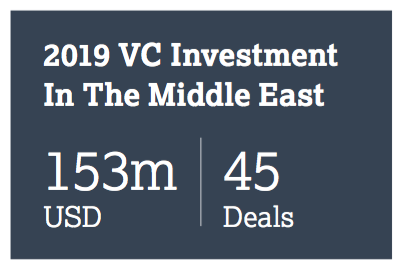 2019 VC Investment
In The Middle East
153m
USD
45
Deals